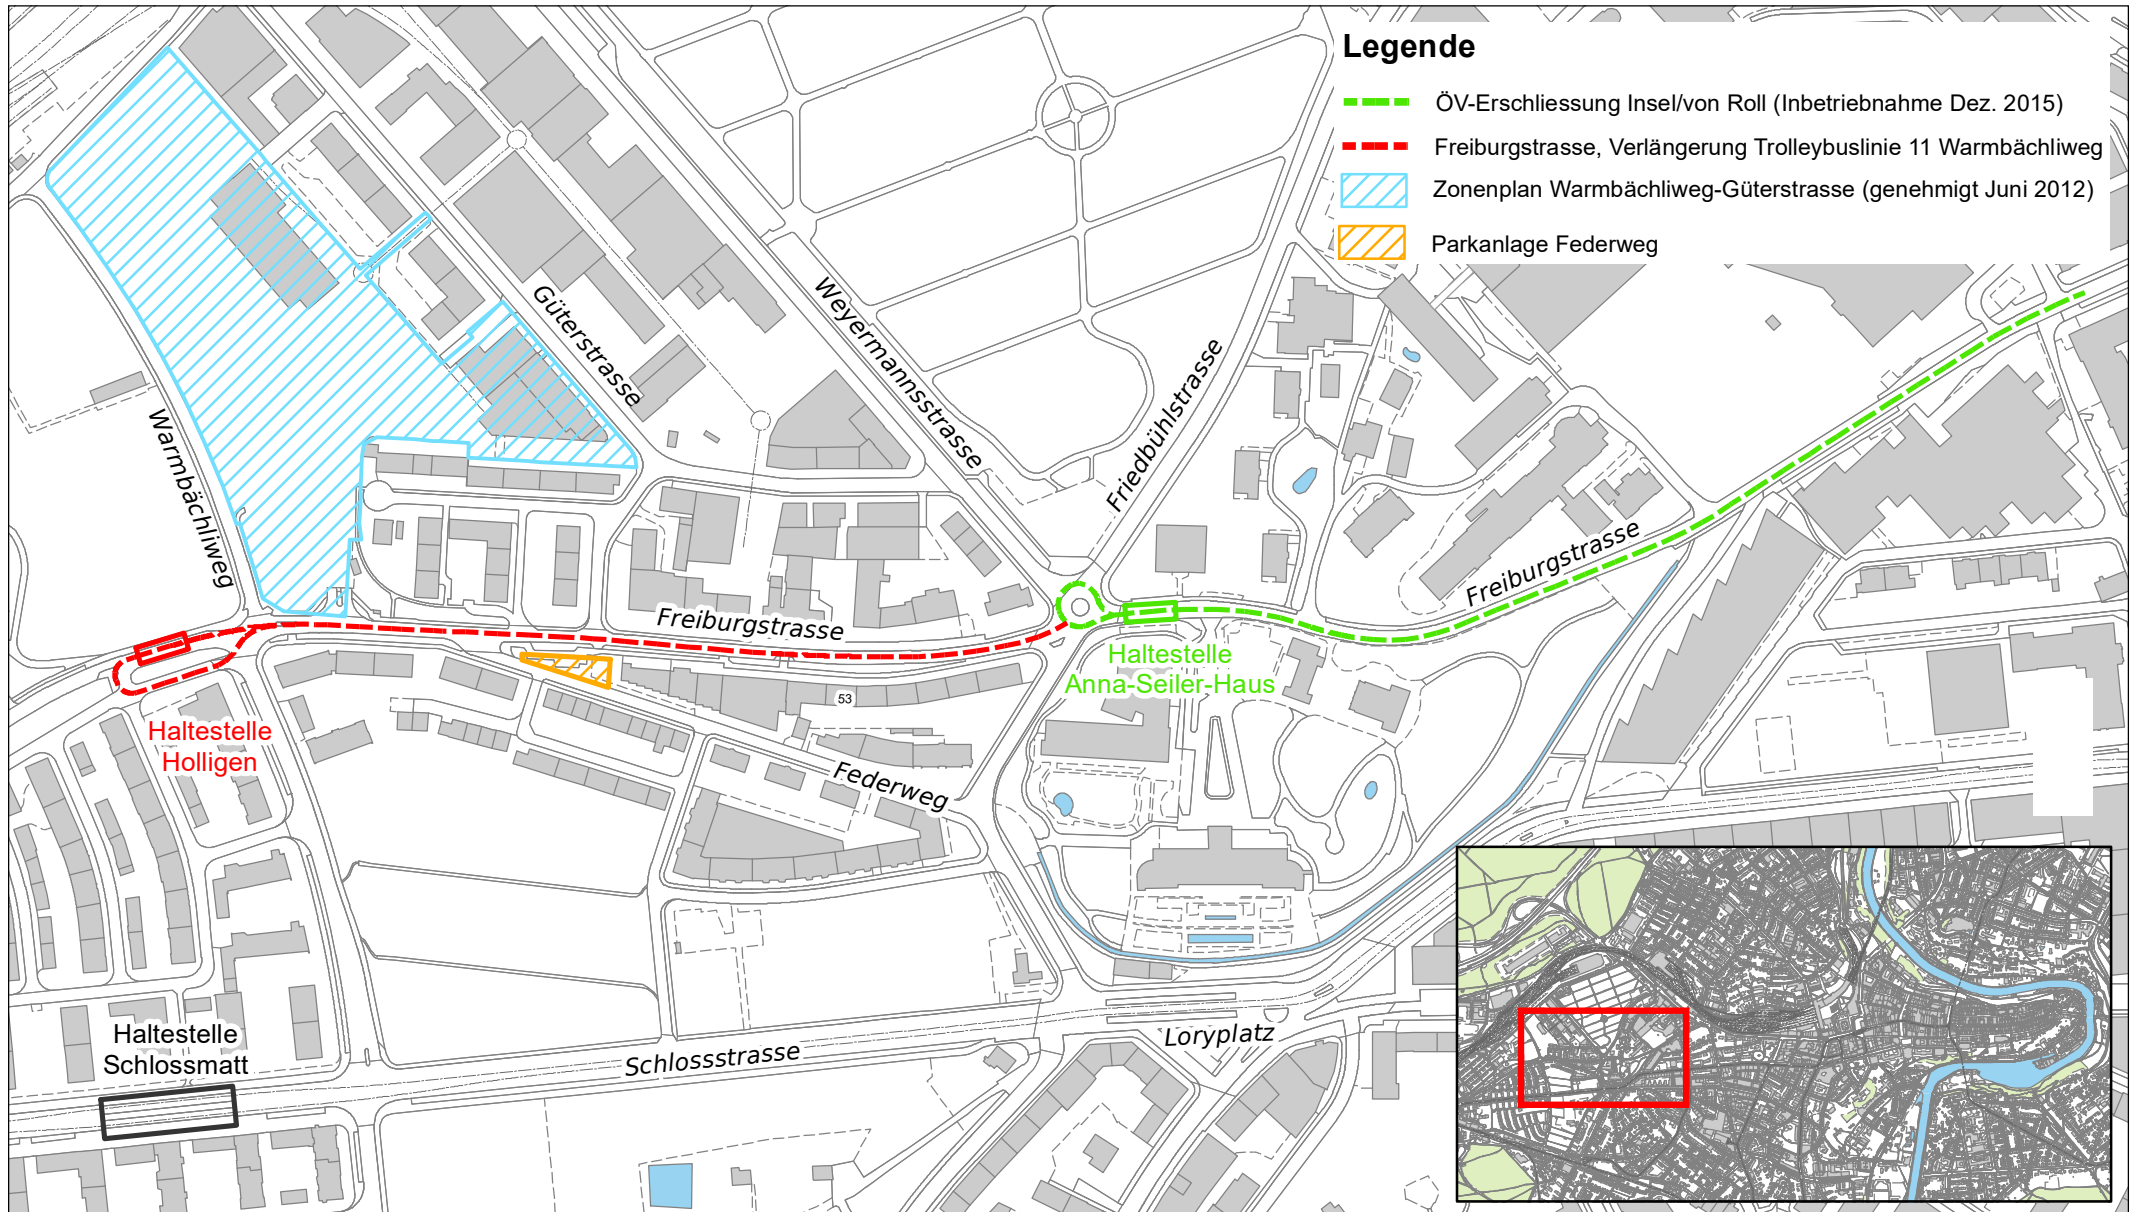 Legende
ÖV-Erschliessung Insel/von Roll (Inbetriebnahme Dez. 2015)
Freiburgstrasse, Verlängerung Trolleybuslinie 11 Warmbächliweg
Zonenplan Warmbächliweg-Güterstrasse (genehmigt Juni 2012)
Parkanlage Federweg
Güterstrasse
Weyermannsstrasse
Friedbühlstrasse
Warmbächliweg
Freiburgstrasse
Freiburgstrasse
Haltestelle
Anna-Seiler-Haus
53
Haltestelle
Holligen
Federweg
Haltestelle
Schlossmatt
Schlossstrasse
Loryplatz